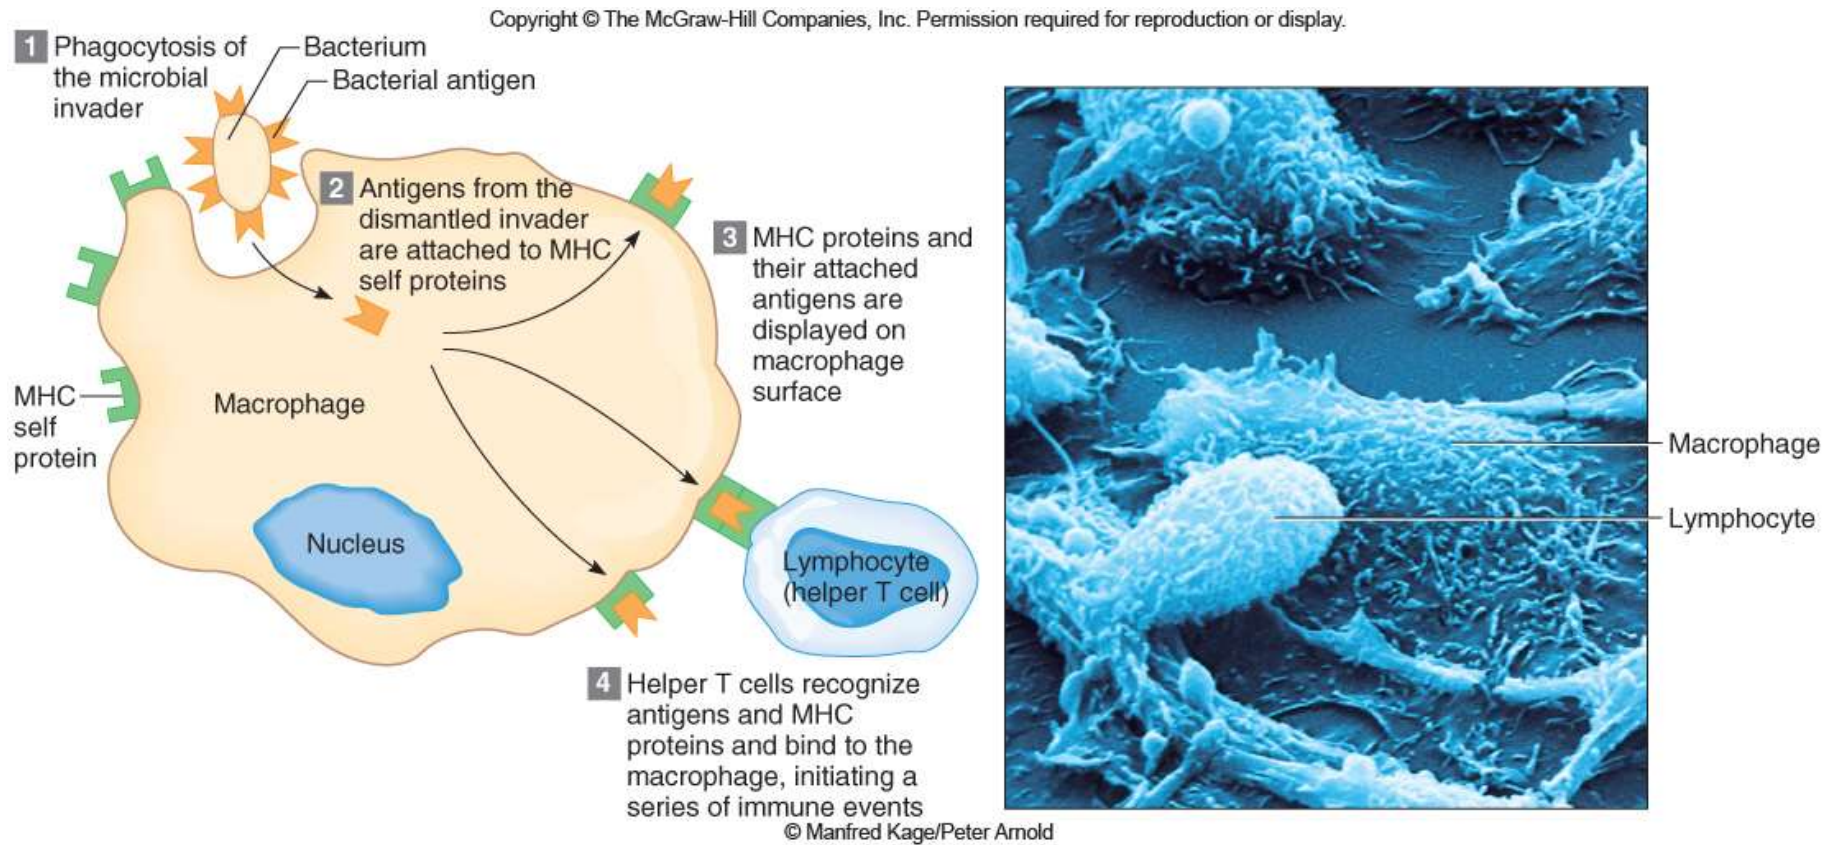 Copyright © The McGraw-Hill Companies, Inc. Permission required for reproduction or display.
1 Phagocytosis of
the microbial
invader
Bacterium
Bacterial antigen
2 Antigens from the
dismantled invader
are attached to MHC
self proteins
3 MHC proteins and
their attached
antigens are
displayed on
macrophage
surface
MHC
self
protein
Macrophage
Nucleus
Lymphocyte
(helper T cell)
4 Helper T cells recognize
antigens and MHC
proteins and bind to the
macrophage, initiating a
series of immune events
Macrophage
Lymphocyte
© Manfred Kage/Peter Arnold